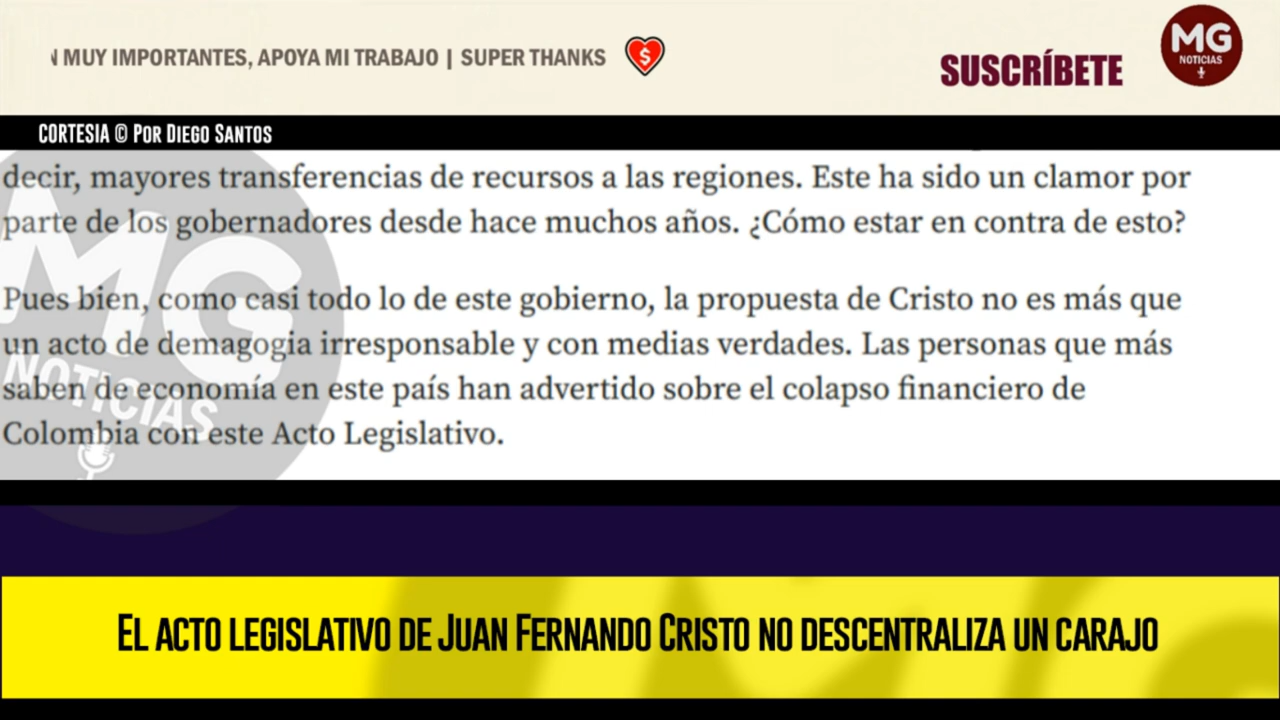 MUY IMPORTANTES, APOYA MI TRABAJO | SUPER THANKS
SUSCRÍBETE
MG
NOTICIAS
CORTESIA © POR DIEGO SANTOS
decir, mayores transferencias de recursos a las regiones. Este ha sido un clamor por
parte de los gobernadores desde hace muchos años. ¿Cómo estar en contra de esto?
Pues bien, como casi todo lo de este gobierno, la propuesta de Cristo no es más que
un acto de demagogia irresponsable y con medias verdades. Las personas que más
saben de economía en este país han advertido sobre el colapso financiero de
Colombia con este Acto Legislativo.
MG
NOTICIAS
EL ACTO LEGISLATIVO DE JUAN FERNANDO CRISTO NO DESCENTRALIZA UN CARAJO